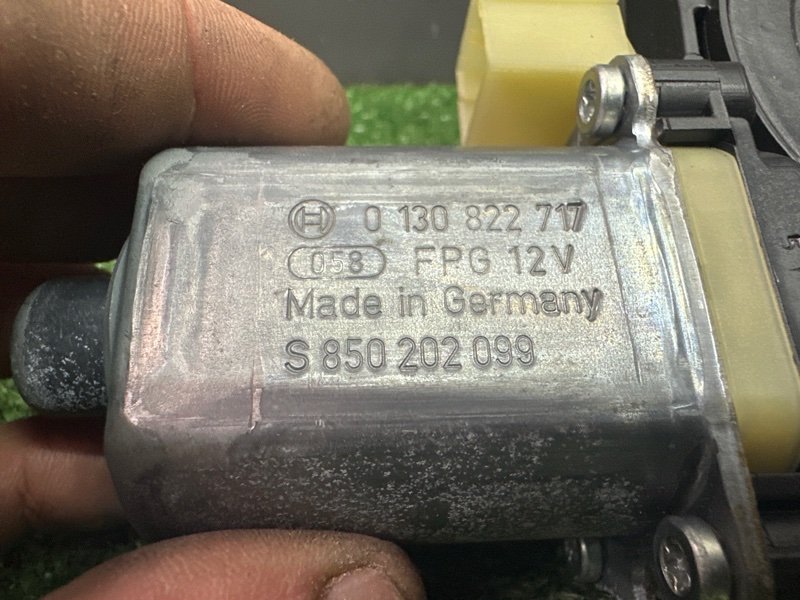 0 130 822 717
058 FPG 12V
Made in Germany
S 850 202 099